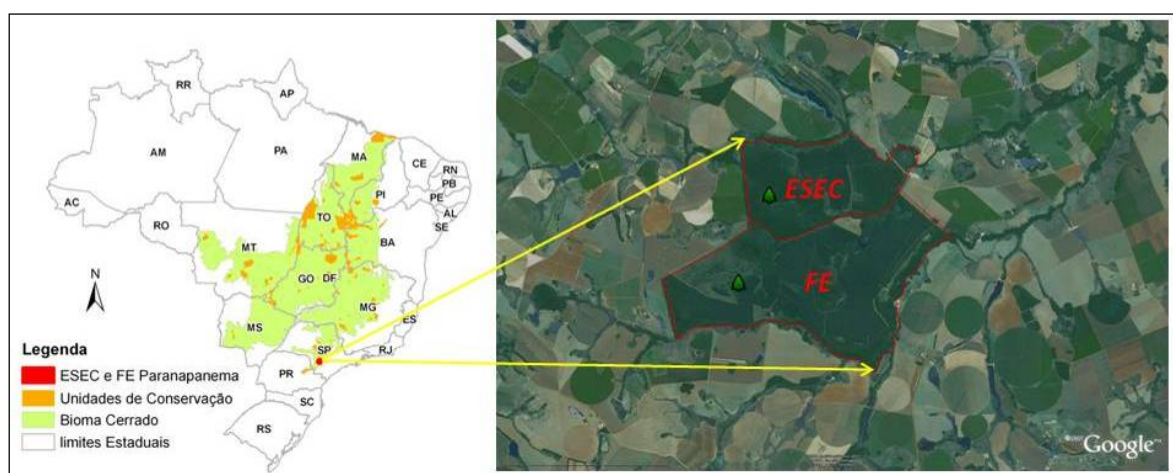 RR
AP
AM
PA
MA
CE
RN
PB
PE
AL
SE
PI
AC
RO
TO
BA
MT
GO
DF
MG
ES
MS
SP
RJ
PR
SC
RS
N
Legenda
ESEC e FE Paranapanema
Unidades de Conservação
Bioma Cerrado
limites Estaduais
ESEC
FE
Google